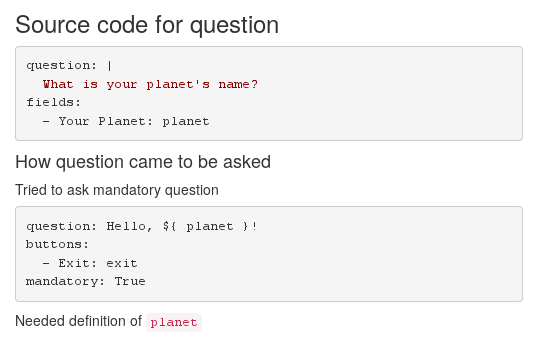 Source code for question
question: |
  What is your planet's name?
fields:
  - Your Planet: planet
How question came to be asked
Tried to ask mandatory question
question: Hello, ${ planet }!
buttons:
  - Exit: exit
mandatory: True
Needed definition of planet